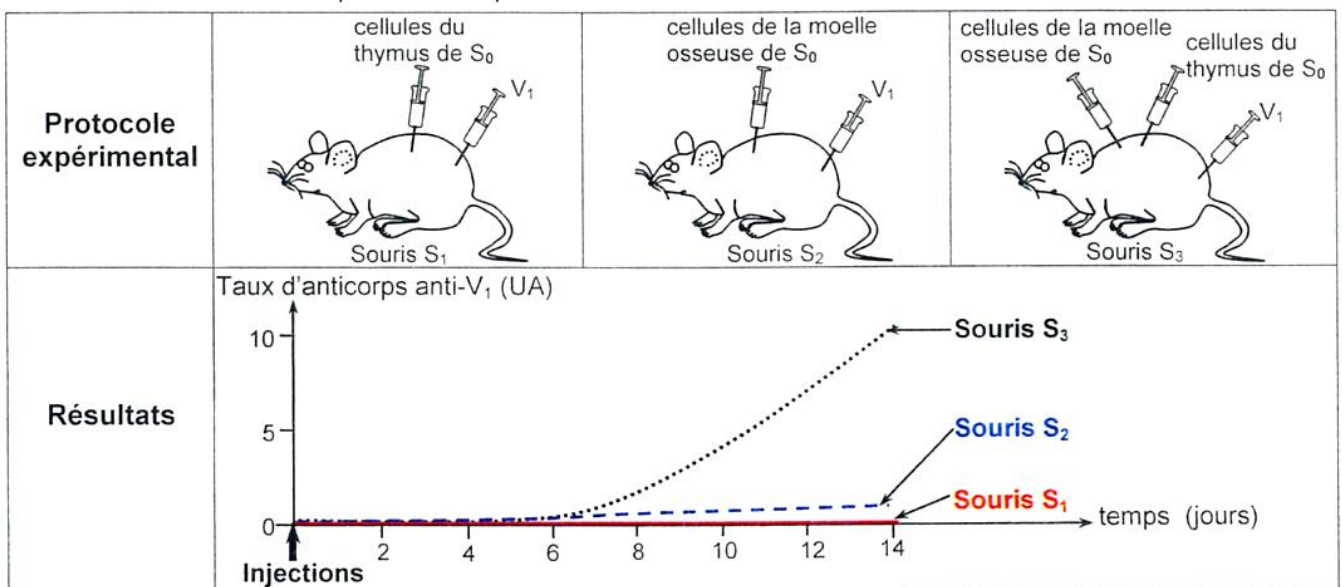 Protocole
expérimental
cellules du
thymus de S₀
V₁
Souris S₁
cellules de la moelle
osseuse de S₀
V₁
Souris S₂
cellules de la moelle
osseuse de S₀
cellules du
thymus de S₀
V₁
Souris S₃
Résultats
Taux d'anticorps anti-V₁ (UA)
10
5
0
Souris S₃
Souris S₂
Souris S₁
temps (jours)
2 4 6 8 10 12 14
Injections